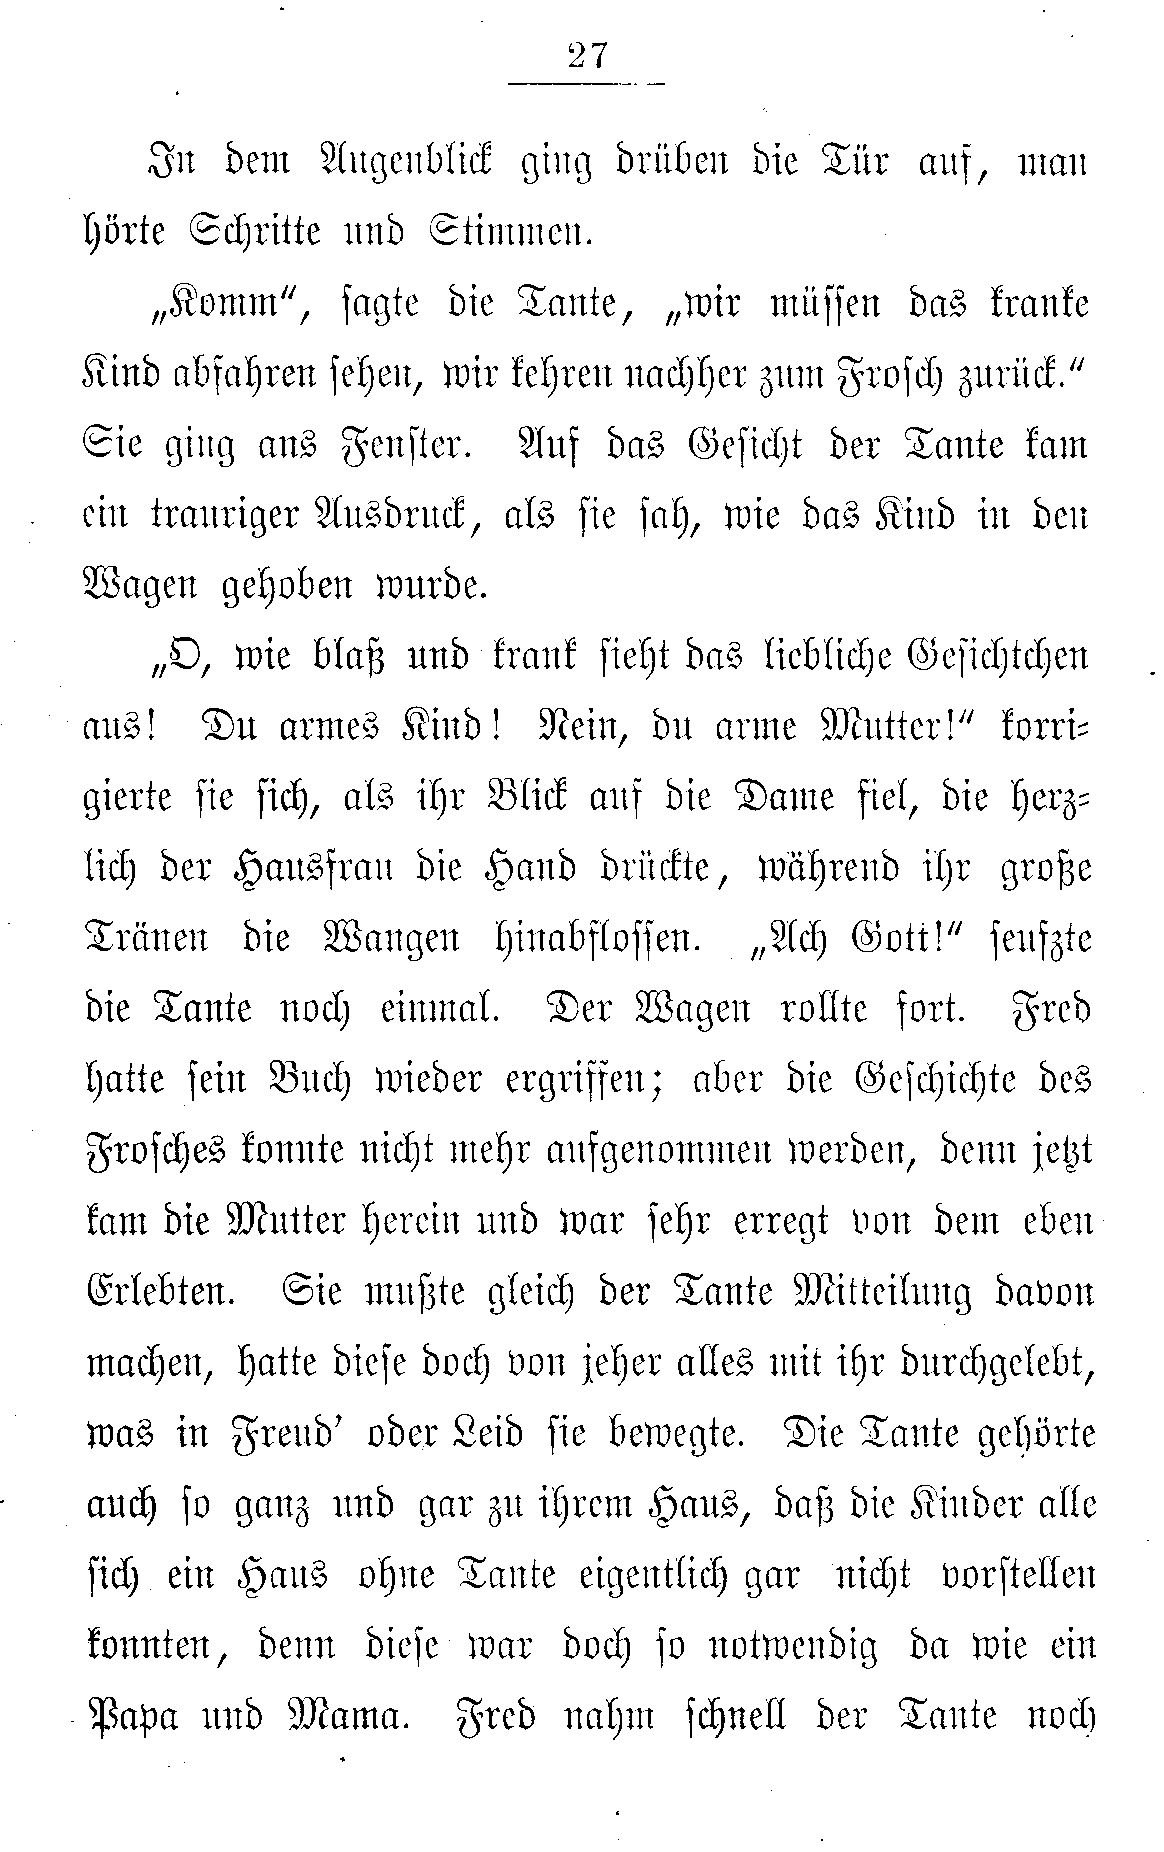 27
In dem Augenblick ging drüben die Tür auf, man
hörte Schritte und Stimmen.
„Komm“, sagte die Tante, „wir müssen das kranke
Kind abfahren sehen, wir kehren nachher zum Frosch zurück.“
Sie ging ans Fenster. Auf das Gesicht der Tante kam
ein trauriger Ausdruck, als sie sah, wie das Kind in den
Wagen gehoben wurde.
„O, wie blaß und krank sieht das liebliche Gesichtchen
aus! Du armes Kind! Nein, du arme Mutter!“ korri-
gierte sie sich, als ihr Blick auf die Dame fiel, die herz-
lich der Hausfrau die Hand drückte, während ihr große
Tränen die Wangen hinabflossen. „Ach Gott!“ seufzte
die Tante noch einmal. Der Wagen rollte fort. Fred
hatte sein Buch wieder ergriffen; aber die Geschichte des
Frosches konnte nicht mehr aufgenommen werden, denn jetzt
kam die Mutter herein und war sehr erregt von dem eben
Erlebten. Sie mußte gleich der Tante Mitteilung davon
machen, hatte diese doch von jeher alles mit ihr durchgelebt,
was in Freud’ oder Leid sie bewegte. Die Tante gehörte
auch so ganz und gar zu ihrem Haus, daß die Kinder alle
sich ein Haus ohne Tante eigentlich gar nicht vorstellen
konnten, denn diese war doch so notwendig da wie ein
Papa und Mama. Fred nahm schnell der Tante noch